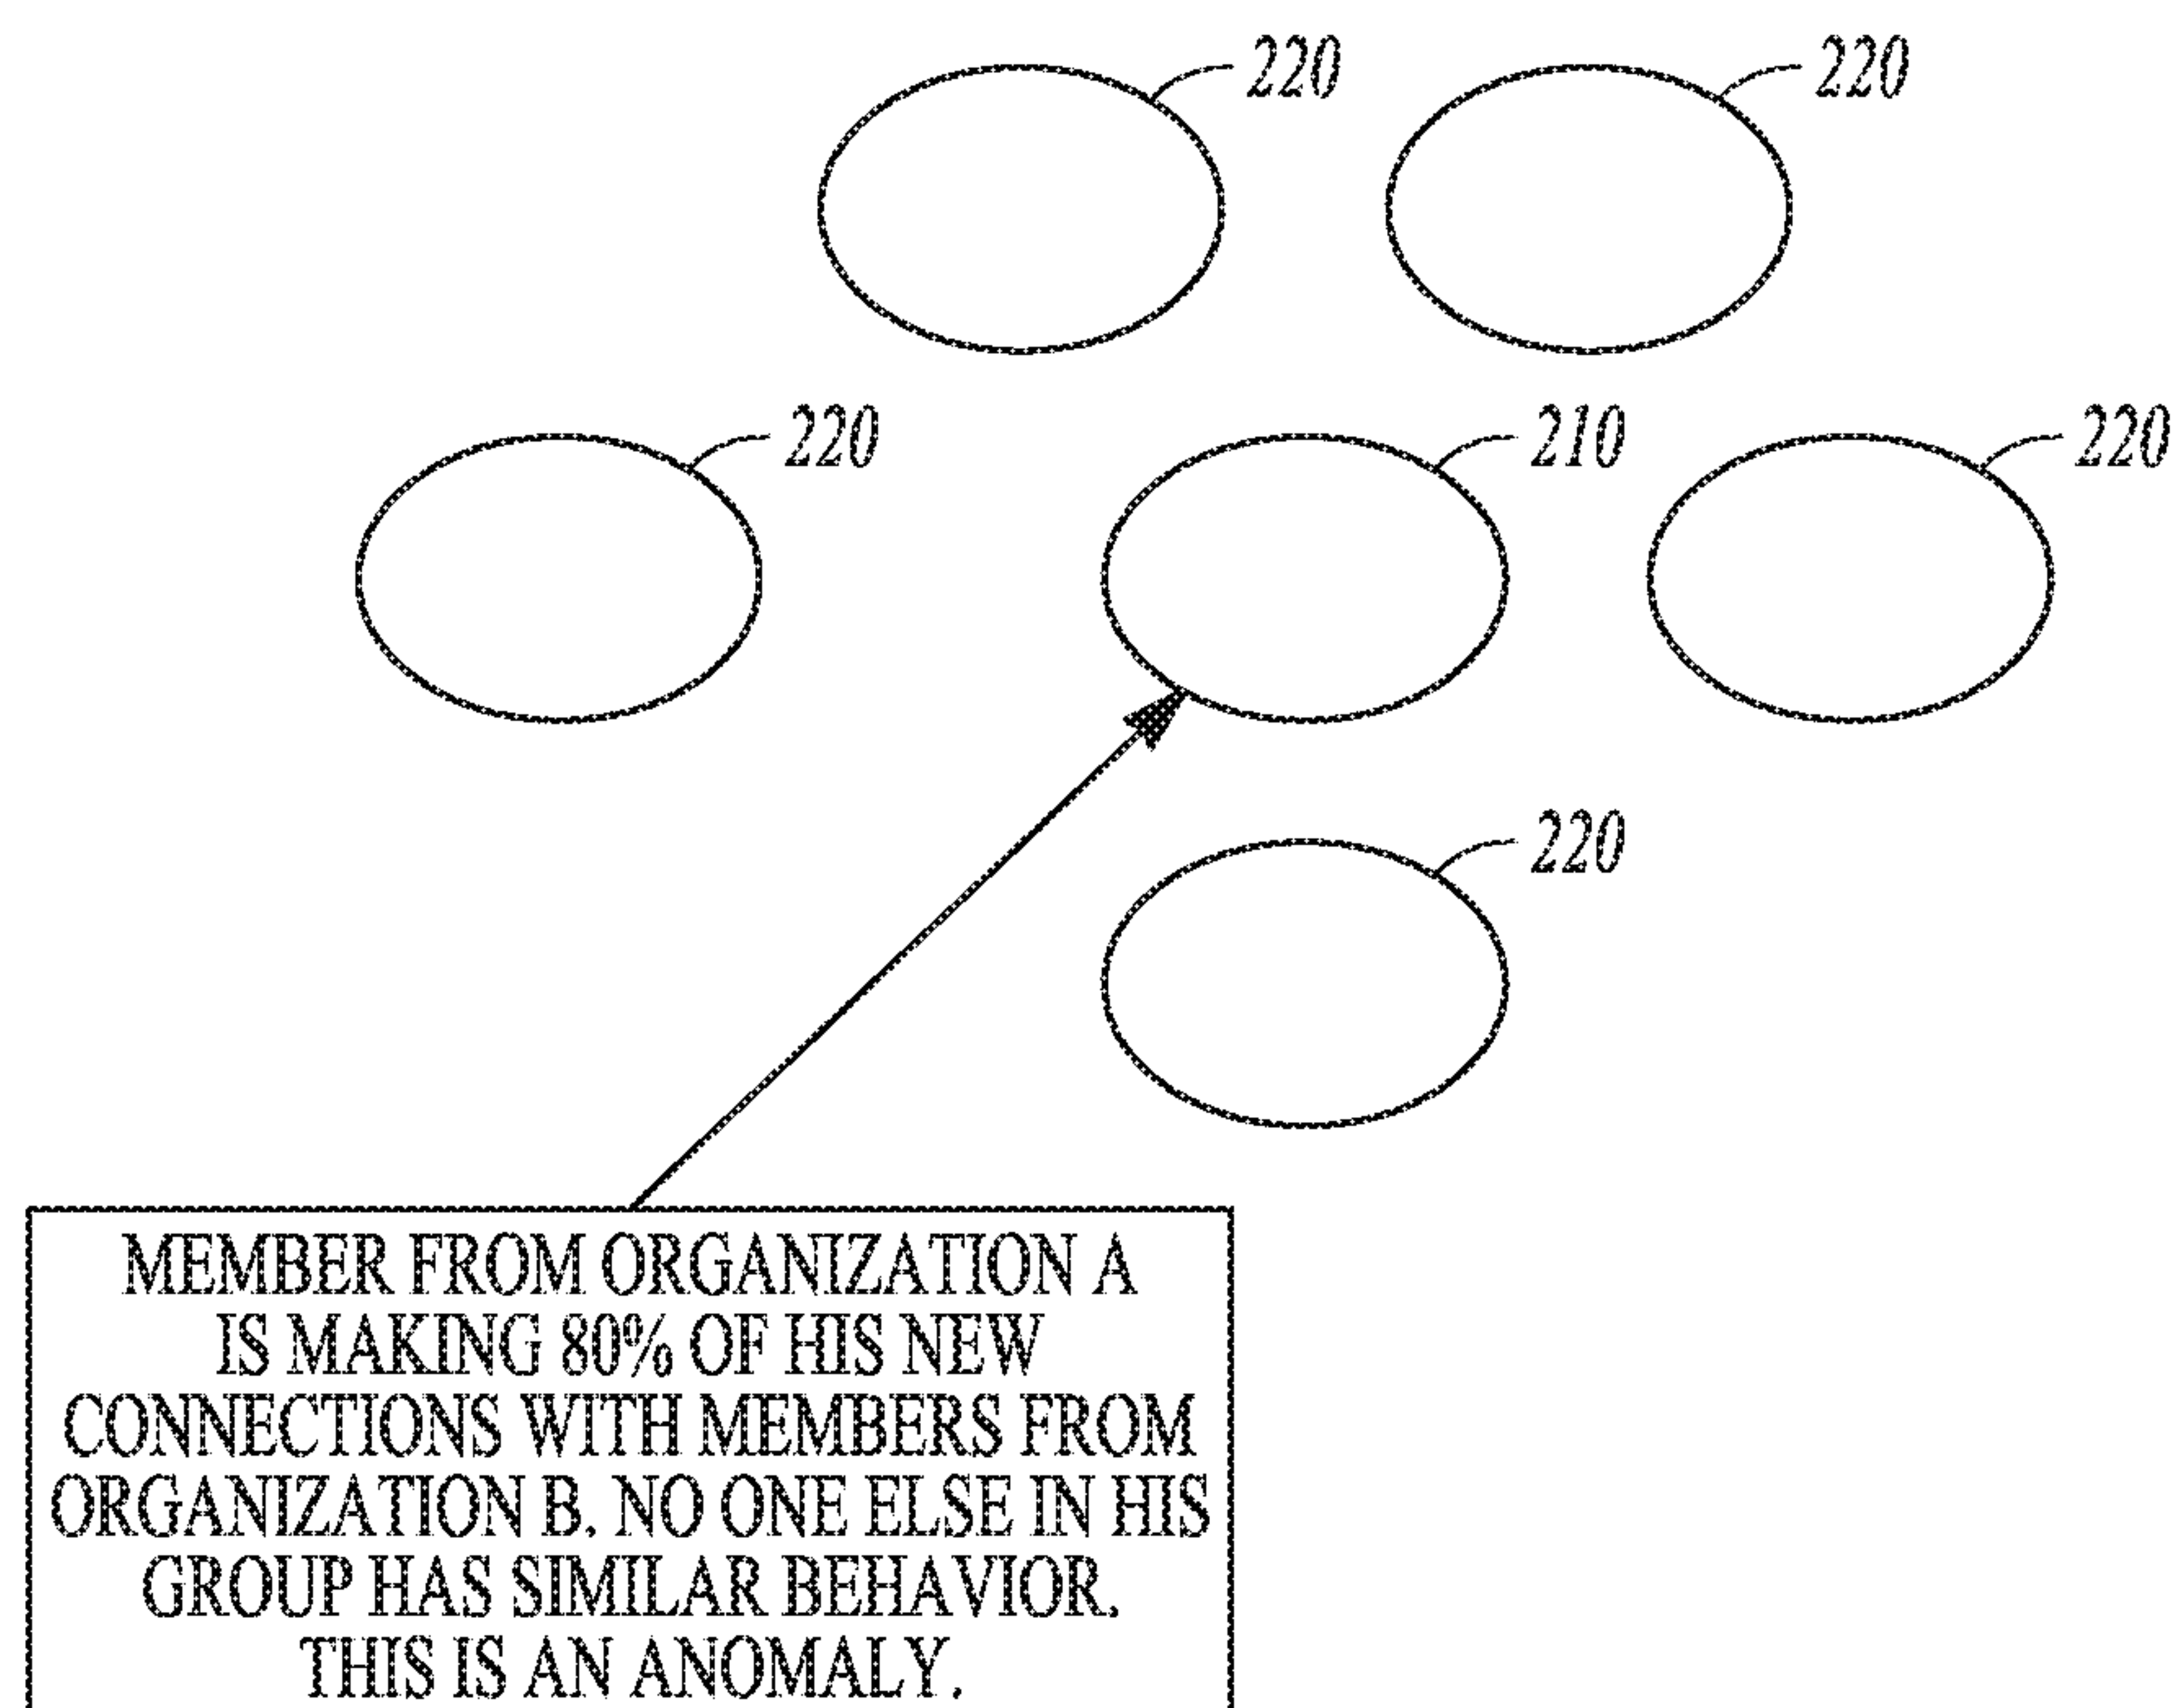 220
220
220
210
220
220
MEMBER FROM ORGANIZATION A
IS MAKING 80% OF HIS NEW
CONNECTIONS WITH MEMBERS FROM
ORGANIZATION B. NO ONE ELSE IN HIS
GROUP HAS SIMILAR BEHAVIOR.
THIS IS AN ANOMALY.